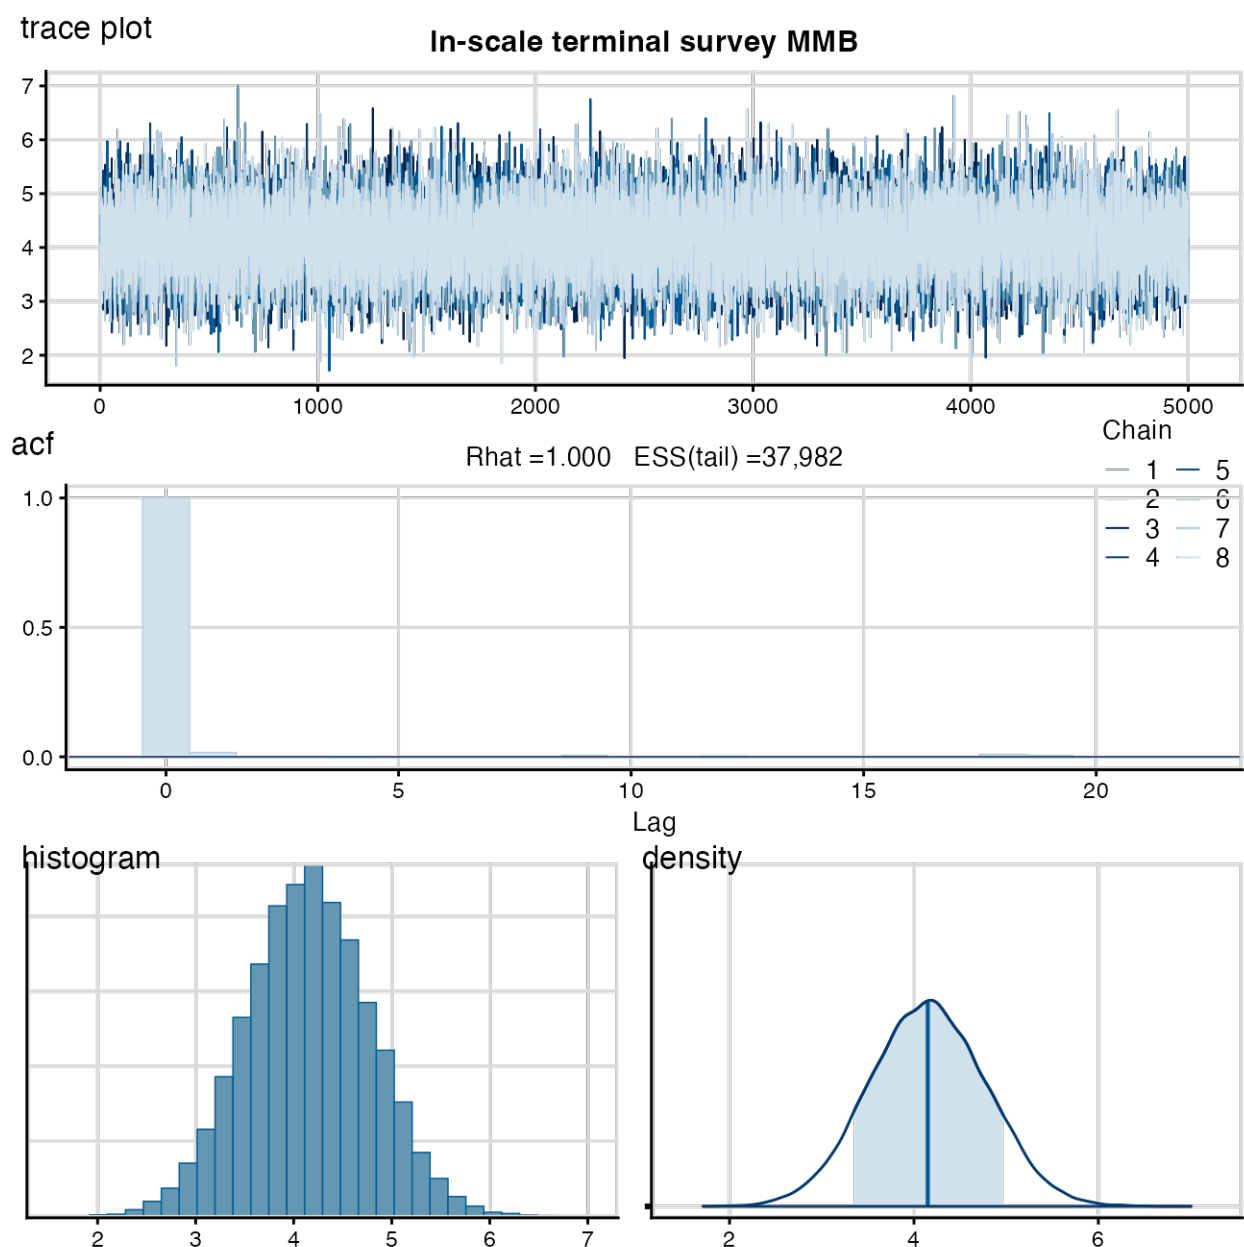 trace plot
ln-scale terminal survey MMB
7
6
5
4
3
2
0 1000 2000 3000 4000 5000
acf
Rhat =1.000 ESS(tail) =37,982
Chain
1 5
2 6
3 7
4 8
1.0
0.5
0.0
0 5 10 15 20
Lag
histogram
density
2 3 4 5 6 7
2 4 6